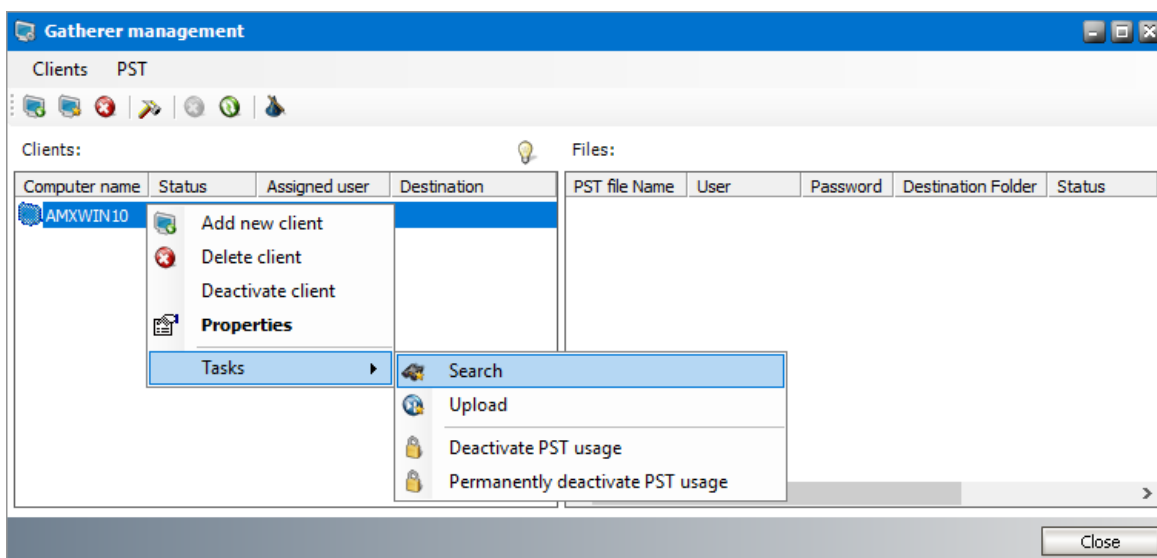 Gatherer management
Clients PST
Clients: Files:
Computer name Status Assigned user Destination PST file Name User Password Destination Folder Status
AMXWIN10
Add new client
Delete client
Deactivate client
Properties
Tasks
Search
Upload
Deactivate PST usage
Permanently deactivate PST usage
Close